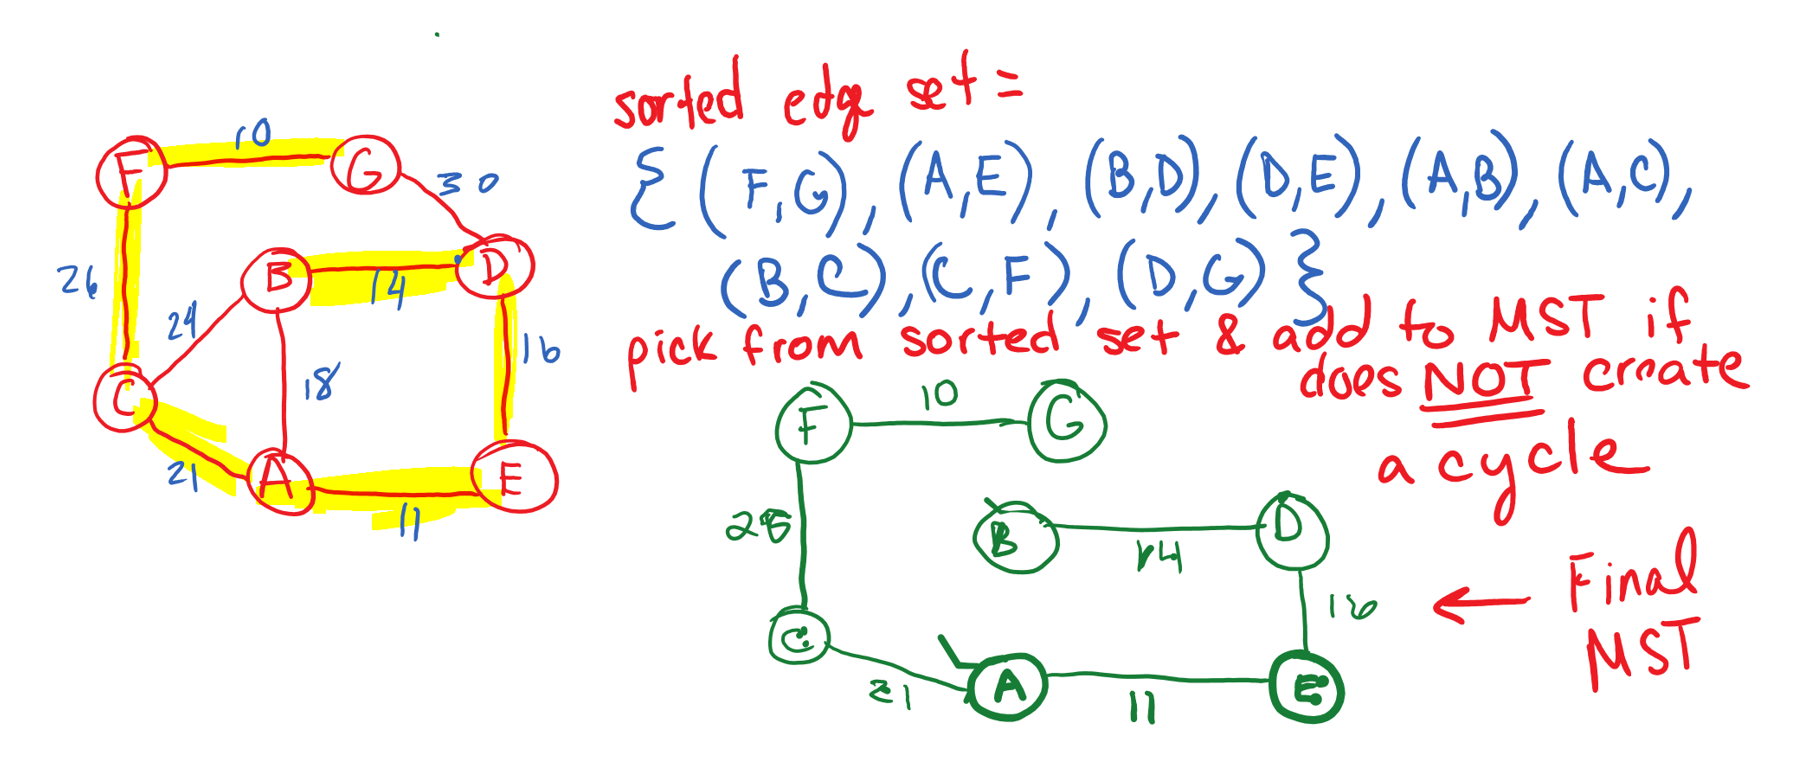 10
F
G
30
26
B
D
14
24
16
18
C
21
A
E
11
sorted edge set =
{ (F,G), (A,E), (B,D), (D,E), (A,B), (A,C),
(B,C), (C,F), (D,G) }
pick from sorted set & add to MST if
does NOT create
a cycle
F
10
G
B
D
14
16
C
21
A
E
11
← Final
MST